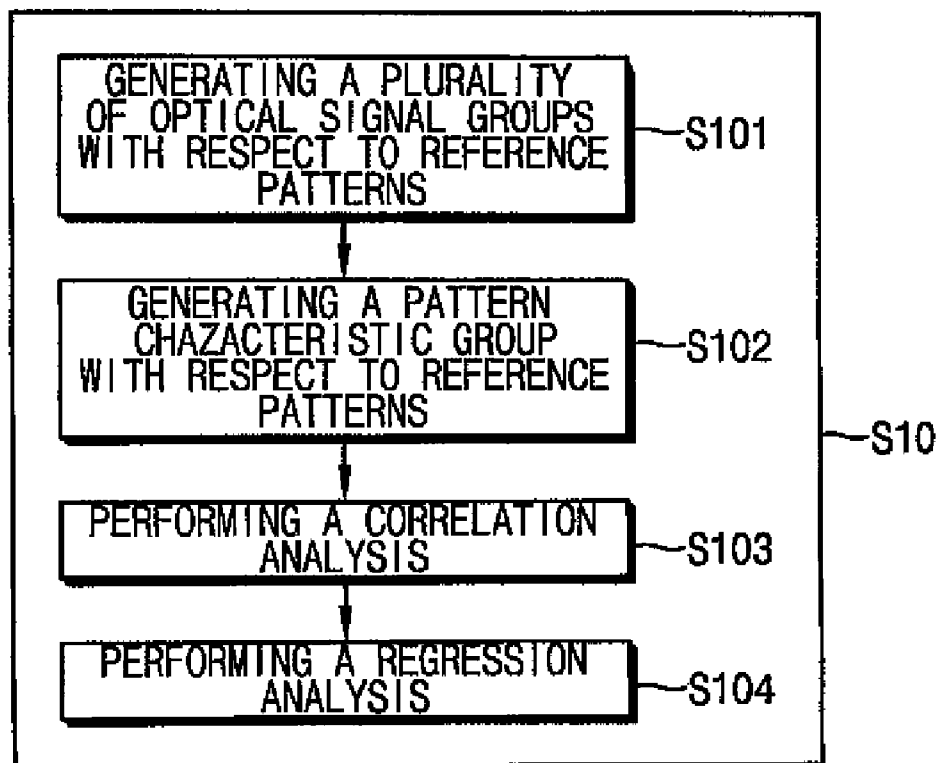 GENERATING A PLURALITY
OF OPTICAL SIGNAL GROUPS
WITH RESPECT TO REFERENCE
PATTERNS
S101
GENERATING A PATTERN
CHAZACTERISTIC GROUP
WITH RESPECT TO REFERENCE
PATTERNS
S102
S10
PERFORMING A CORRELATION
ANALYSIS
S103
PERFORMING A REGRESSION
ANALYSIS
S104